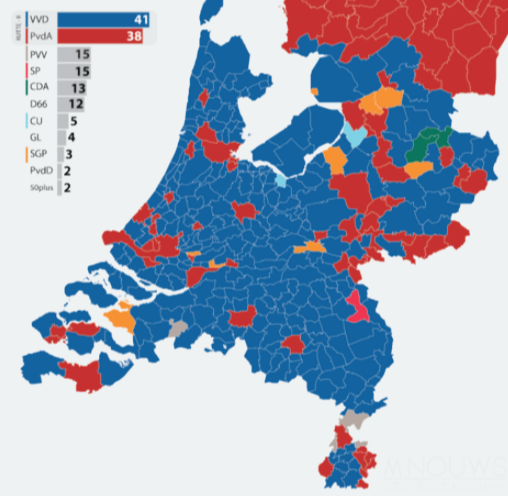 VVD 41
PvdA 38
PVV 15
SP 15
CDA 13
D66 12
CU 5
GL 4
SGP 3
PvdD 2
50plus 2
M.NOUWS